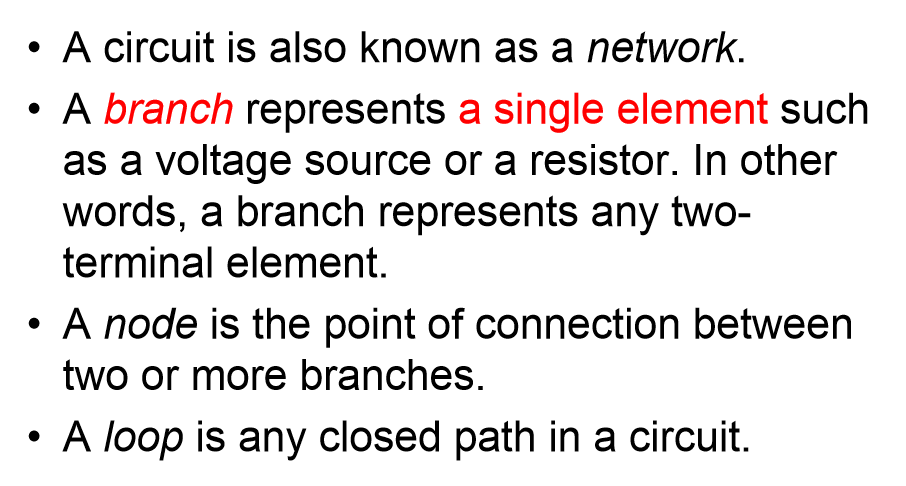 • A circuit is also known as a network.
• A branch represents a single element such
as a voltage source or a resistor. In other
words, a branch represents any two-
terminal element.
• A node is the point of connection between
two or more branches.
• A loop is any closed path in a circuit.